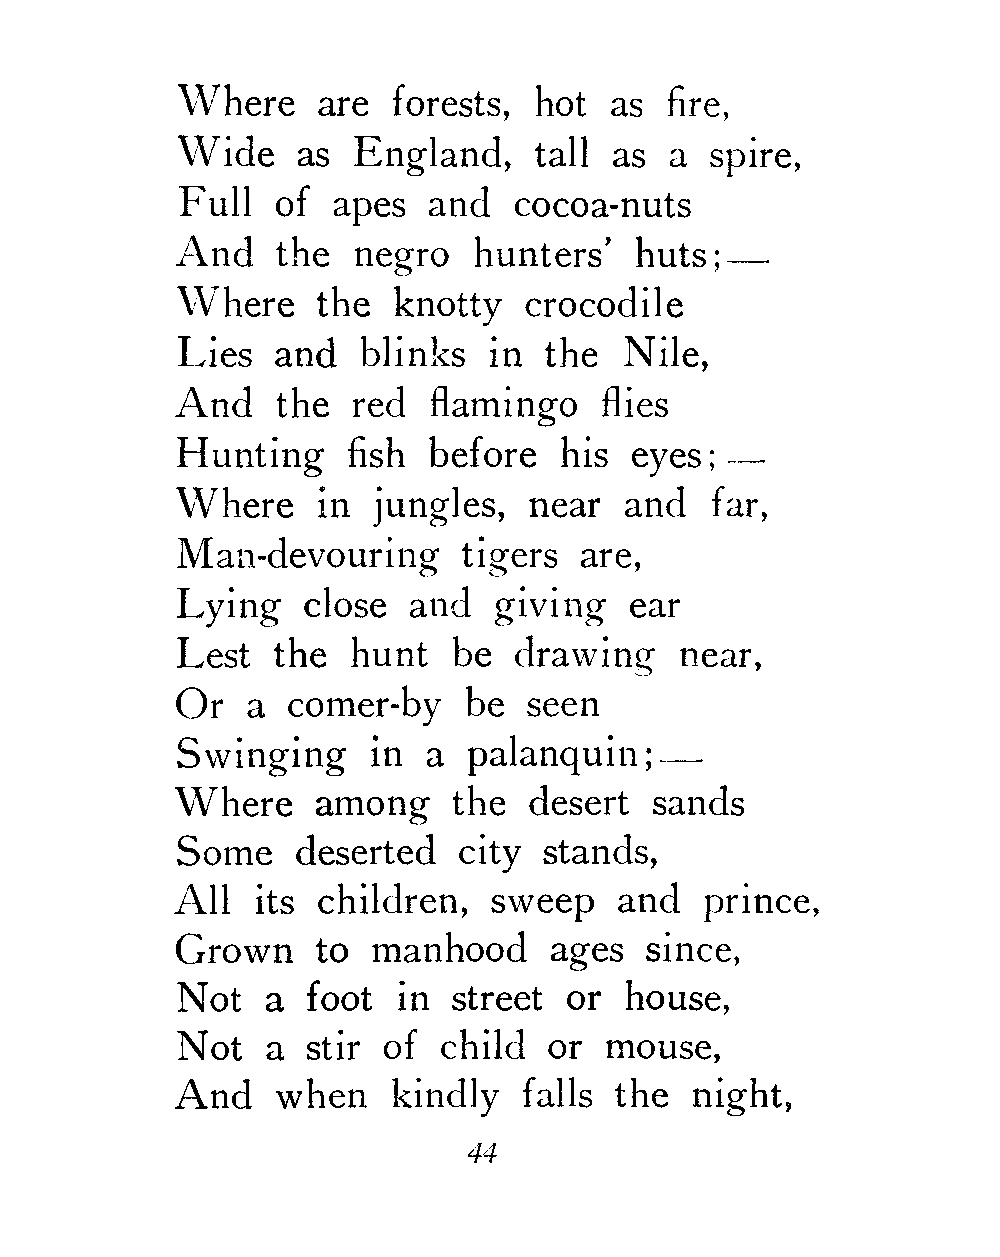 Where are forests, hot as fire,
Wide as England, tall as a spire,
Full of apes and cocoa-nuts
And the negro hunters' huts;—
Where the knotty crocodile
Lies and blinks in the Nile,
And the red flamingo flies
Hunting fish before his eyes;—
Where in jungles, near and far,
Man-devouring tigers are,
Lying close and giving ear
Lest the hunt be drawing near,
Or a comer-by be seen
Swinging in a palanquin;—
Where among the desert sands
Some deserted city stands,
All its children, sweep and prince,
Grown to manhood ages since,
Not a foot in street or house,
Not a stir of child or mouse,
And when kindly falls the night,
44